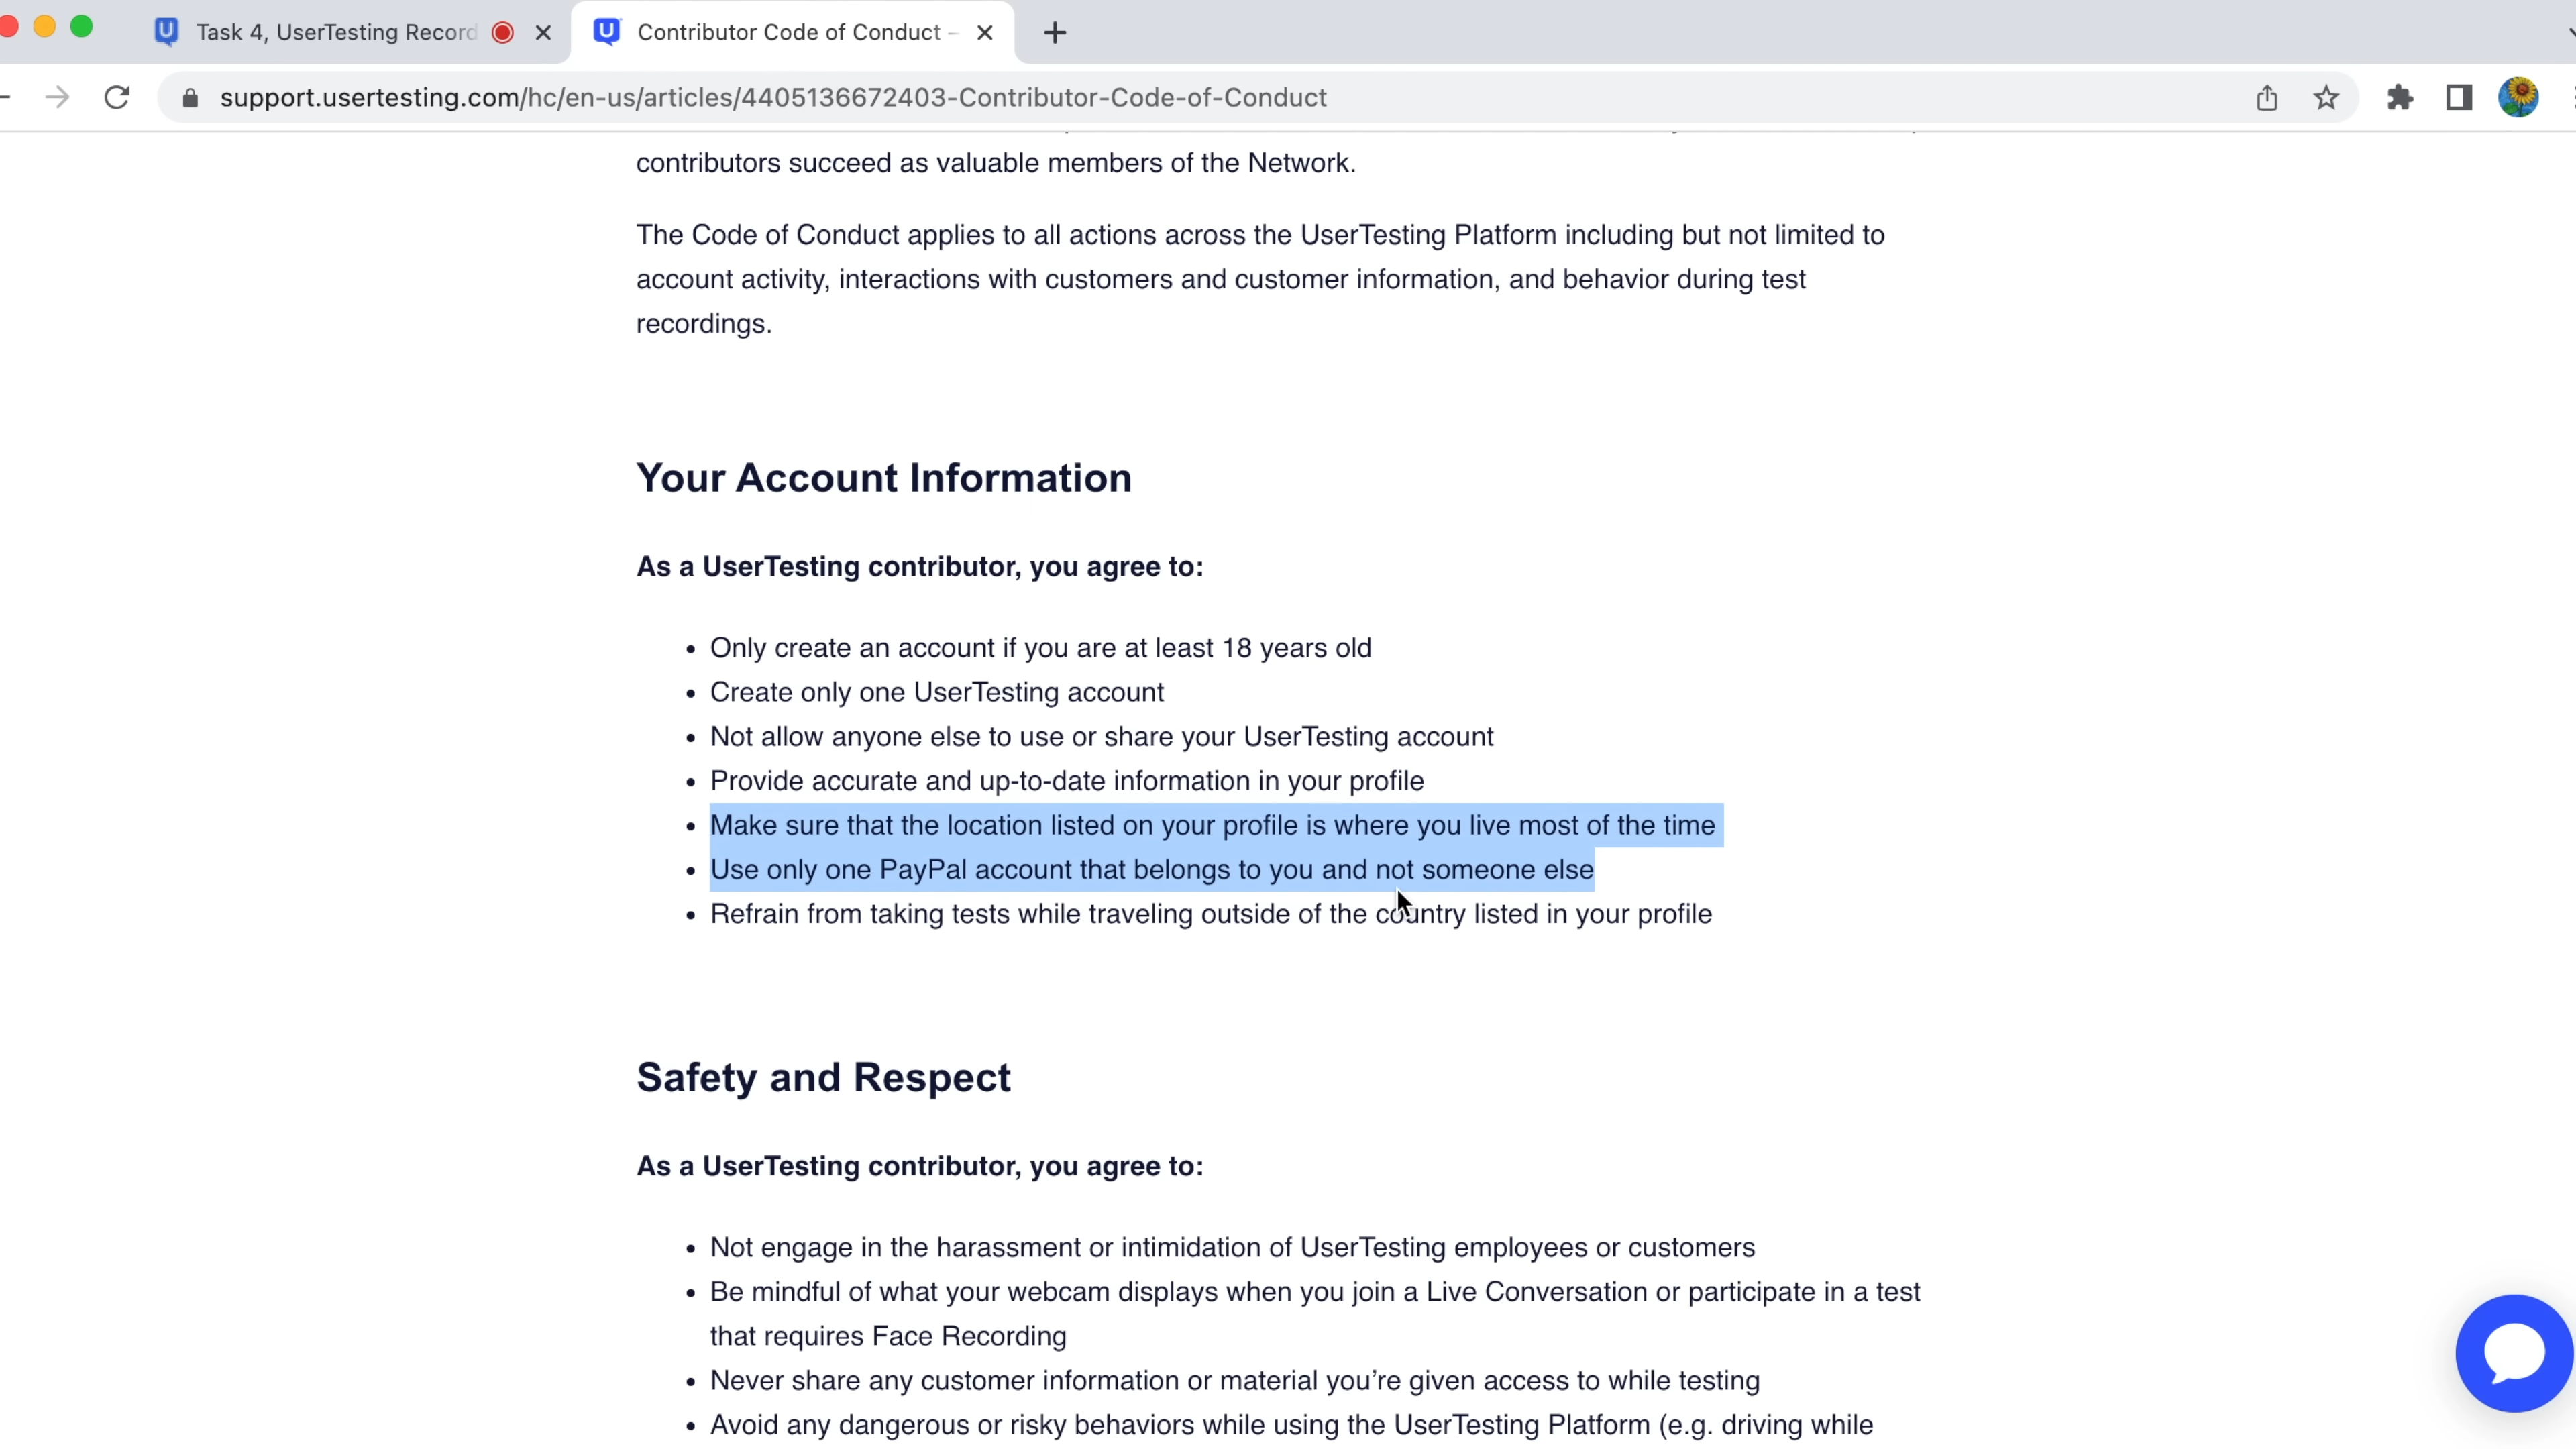 Task 4, UserTesting Record
Contributor Code of Conduct –
support.usertesting.com/hc/en-us/articles/4405136672403-Contributor-Code-of-Conduct
contributors succeed as valuable members of the Network.
The Code of Conduct applies to all actions across the UserTesting Platform including but not limited to
account activity, interactions with customers and customer information, and behavior during test
recordings.
Your Account Information
As a UserTesting contributor, you agree to:
• Only create an account if you are at least 18 years old
• Create only one UserTesting account
• Not allow anyone else to use or share your UserTesting account
• Provide accurate and up-to-date information in your profile
• Make sure that the location listed on your profile is where you live most of the time
• Use only one PayPal account that belongs to you and not someone else
• Refrain from taking tests while traveling outside of the country listed in your profile
Safety and Respect
As a UserTesting contributor, you agree to:
• Not engage in the harassment or intimidation of UserTesting employees or customers
• Be mindful of what your webcam displays when you join a Live Conversation or participate in a test
that requires Face Recording
• Never share any customer information or material you’re given access to while testing
• Avoid any dangerous or risky behaviors while using the UserTesting Platform (e.g. driving while